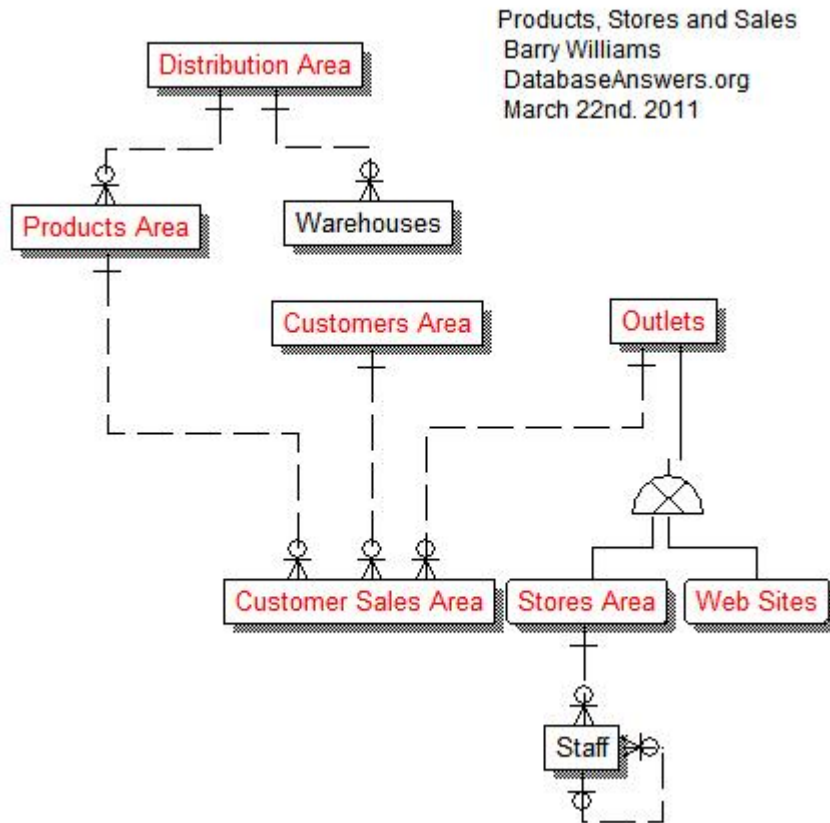 Products, Stores and Sales
Barry Williams
DatabaseAnswers.org
March 22nd. 2011
Distribution Area
Products Area
Warehouses
Customers Area
Outlets
Customer Sales Area
Stores Area
Web Sites
Staff